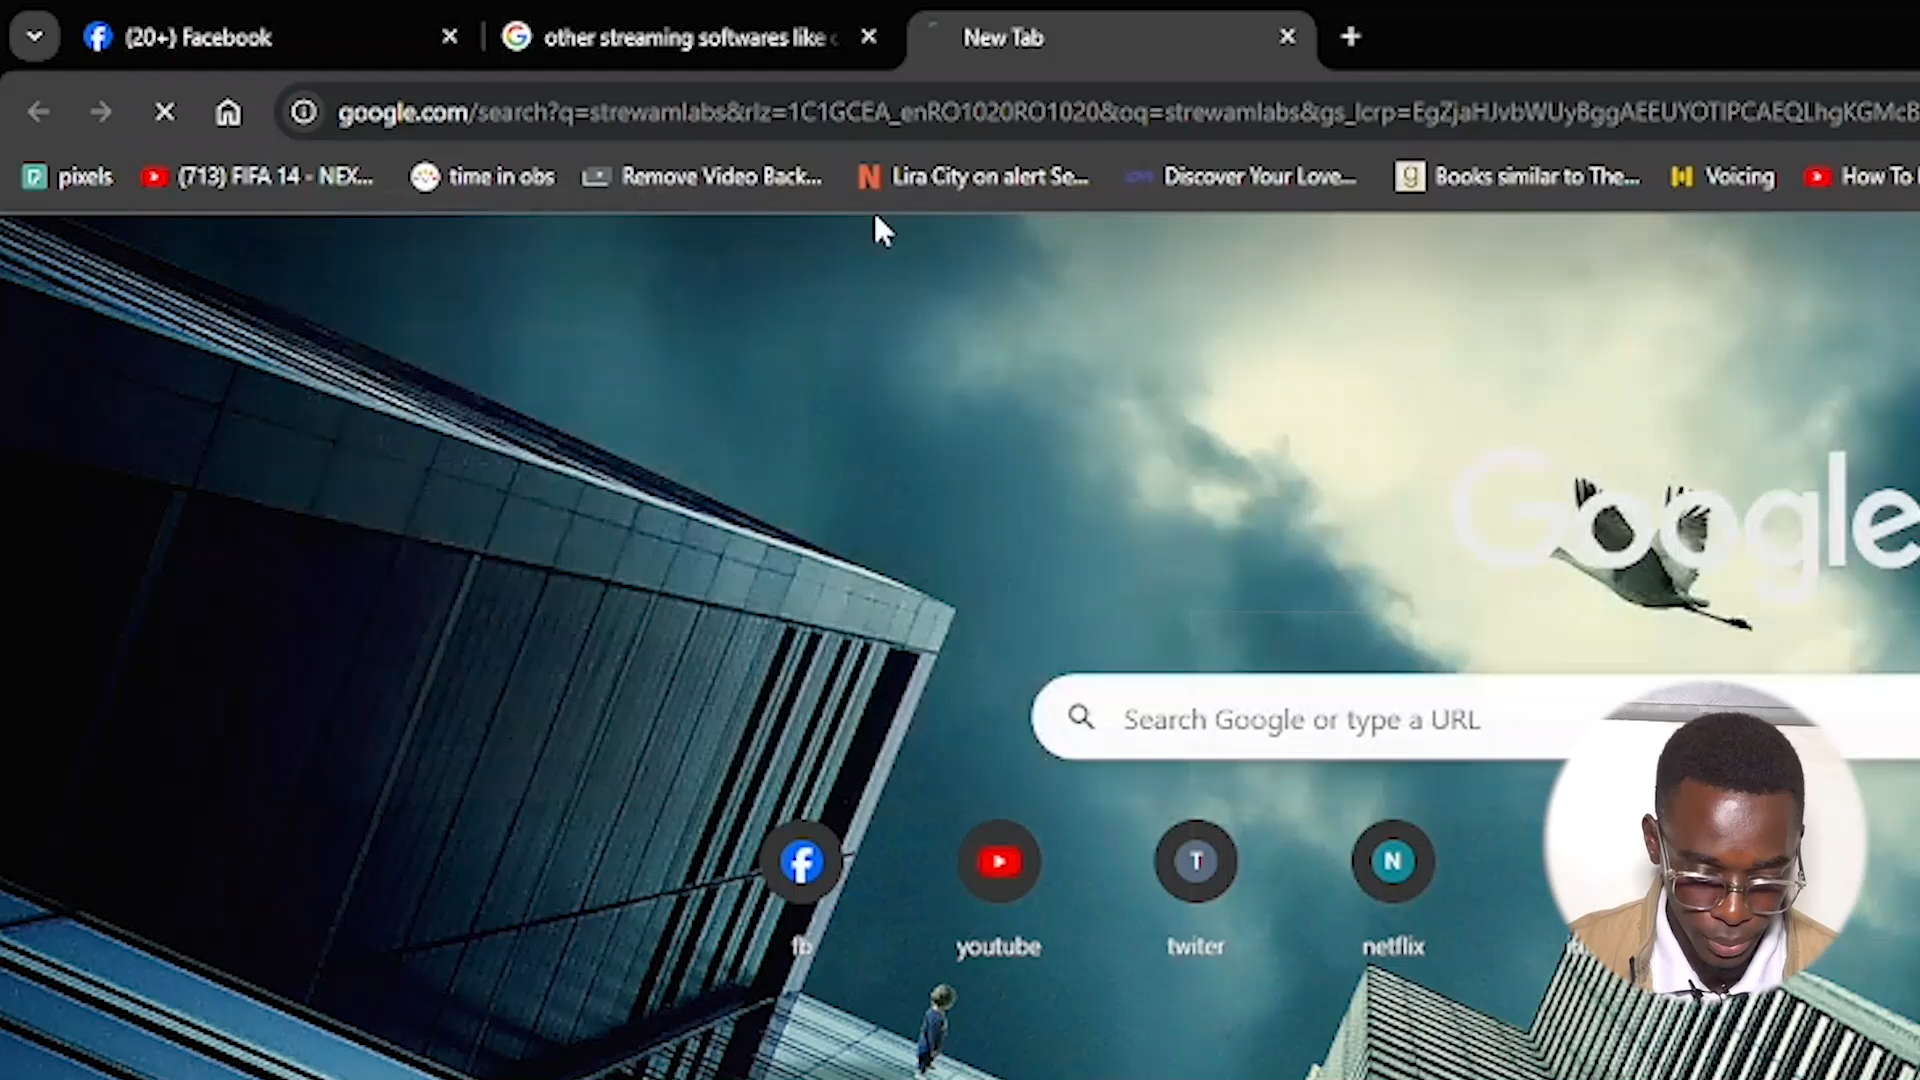 (20+) Facebook
other streaming softwares like
New Tab
google.com/search?q=strewamlabs&rlz=1C1GCEA_enRO1020RO1020&oq=strewamlabs&gs_lcrp=EgZjaHJvbWUyBggAEEUYOTIPCAEQLhgKGMcB
pixels
(713) FIFA 14 - NEX...
time in obs
Remove Video Back...
Lira City on alert Se...
Discover Your Love...
Books similar to The...
Voicing
How To
Google
Search Google or type a URL
T
N
fb
youtube
twiter
netflix